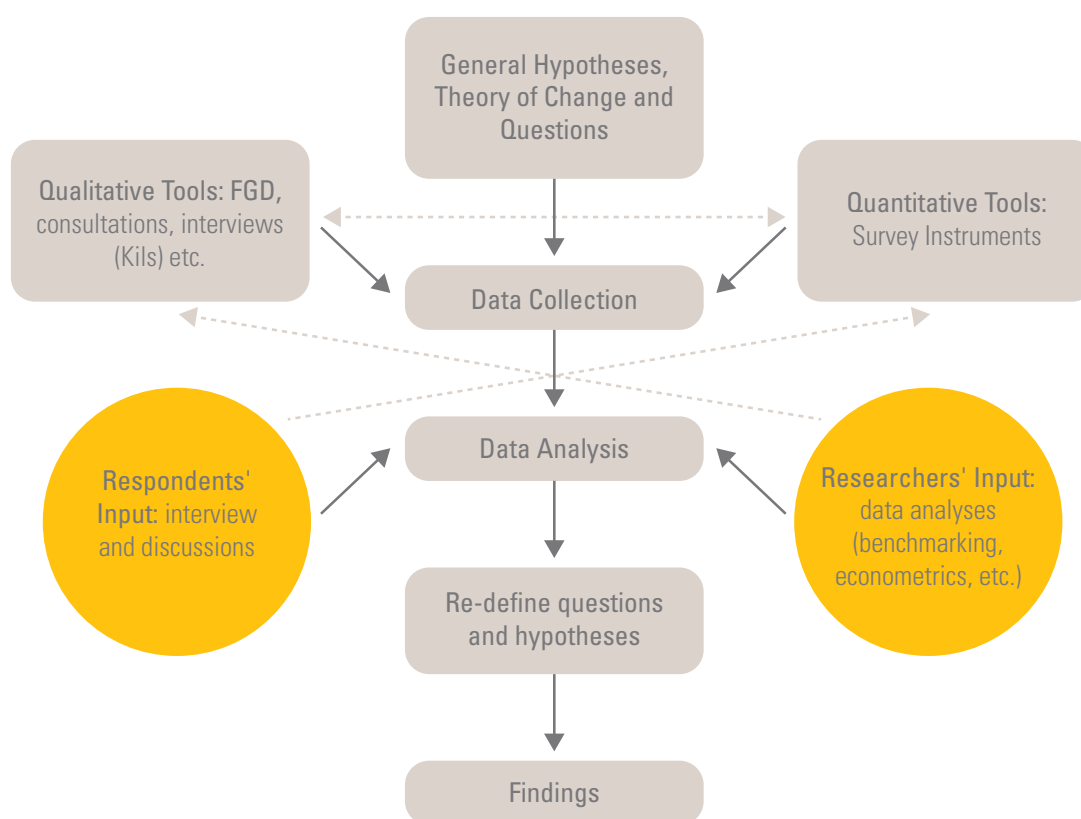 General Hypotheses,
Theory of Change and
Questions
Qualitative Tools: FGD,
consultations, interviews
(KIIs) etc.
Quantitative Tools:
Survey Instruments
Data Collection
Data Analysis
Respondents'
Input: interview
and discussions
Researchers' Input:
data analyses
(benchmarking,
econometrics, etc.)
Re-define questions
and hypotheses
Findings